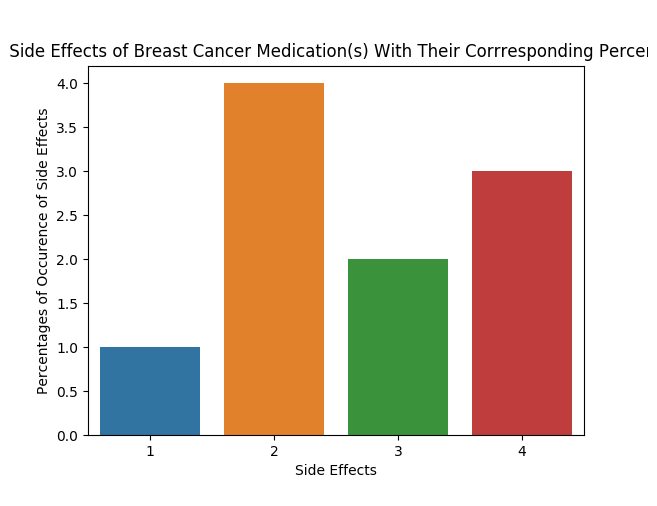 Side Effects of Breast Cancer Medication(s) With Their Corrresponding
Percentages of Occurence of Side Effects
4.0
3.5
3.0
2.5
2.0
1.5
1.0
0.5
0.0
1 2 3 4
Side Effects